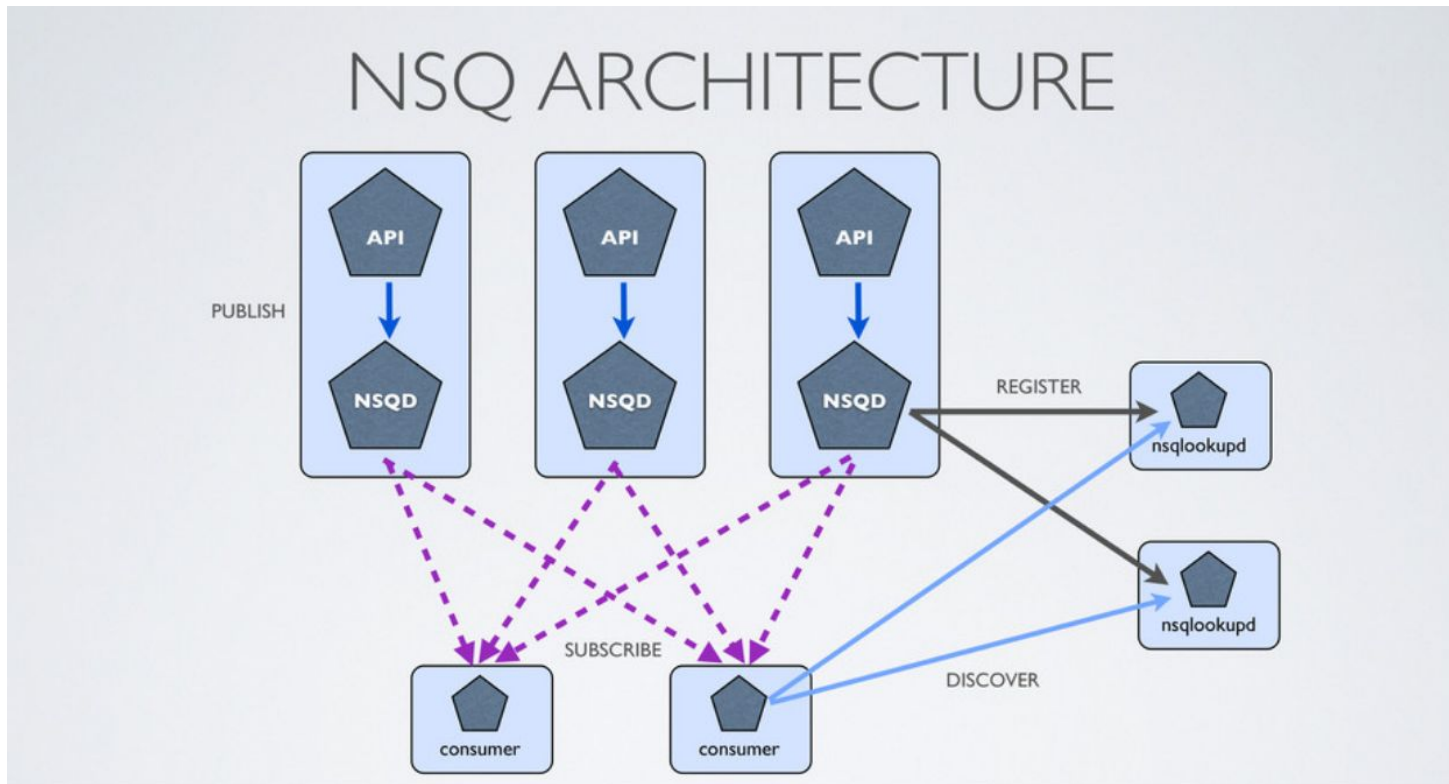 NSQ ARCHITECTURE
API
API
API
PUBLISH
NSQD
NSQD
NSQD
REGISTER
nsqlookupd
nsqlookupd
SUBSCRIBE
DISCOVER
consumer
consumer